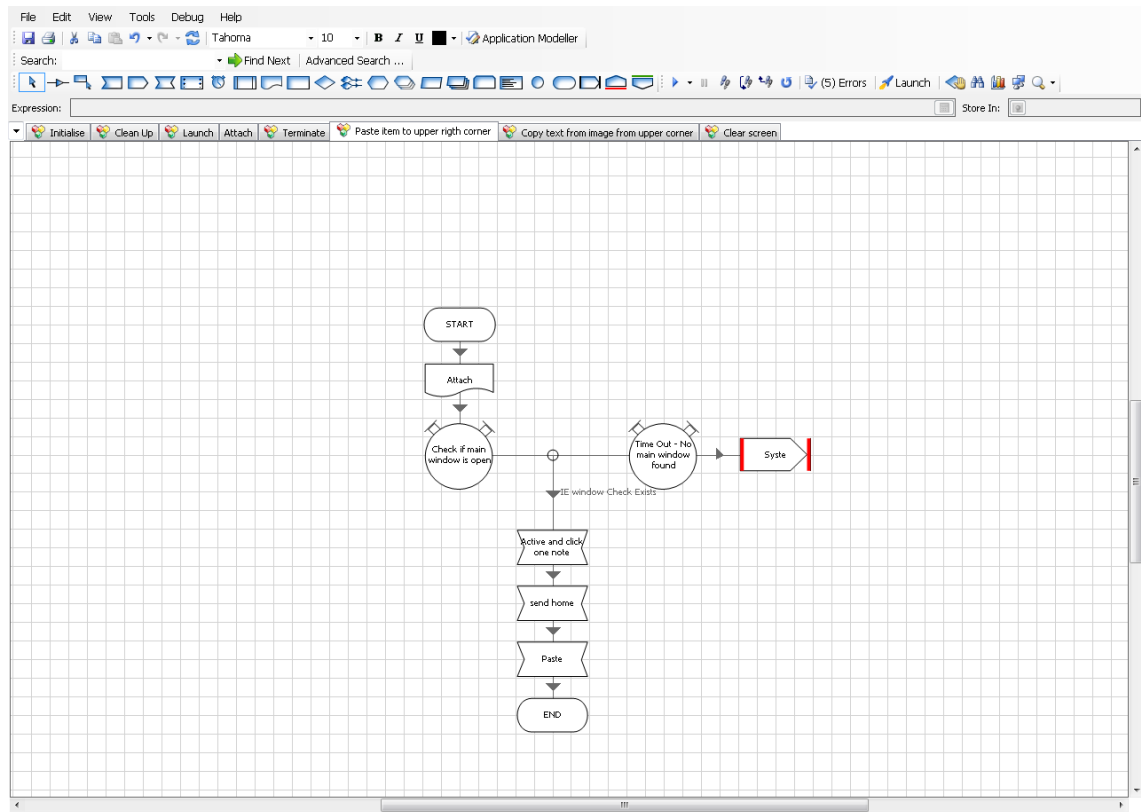 File Edit View Tools Debug Help
Tahoma 10 B I U Application Modeller
Search: Find Next Advanced Search ...
(5) Errors Launch
Expression: Store In:
Initialise Clean Up Launch Attach Terminate Paste item to upper rigth corner Copy text from image from upper corner Clear screen
START
Attach
Check if main
window is open
Time Out - No
main window
found
Syste
IE window Check Exists
Active and click
one note
send home
Paste
END